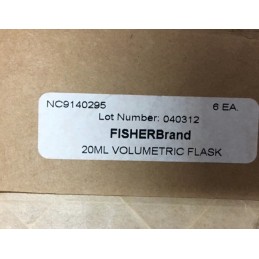 NC9140295 6 EA.
Lot Number: 040312
FISHERBrand
20ML VOLUMETRIC FLASK